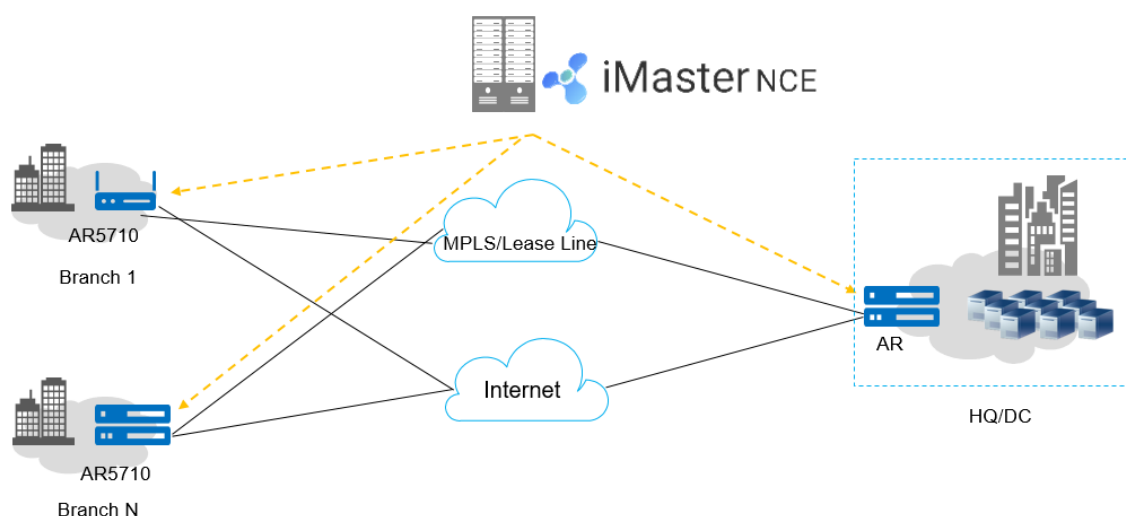 iMaster NCE
AR5710
Branch 1
MPLS/Lease Line
AR
Internet
HQ/DC
AR5710
Branch N